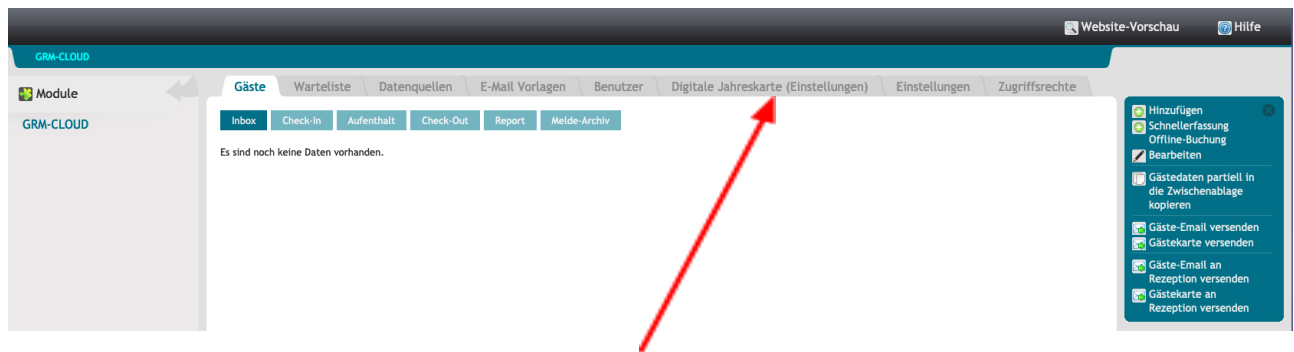 Website-Vorschau Hilfe
GRM-CLOUD
Module
GRM-CLOUD
Gäste Warteliste Datenquellen E-Mail Vorlagen Benutzer Digitale Jahreskarte (Einstellungen) Einstellungen Zugriffsrechte
Inbox Check-In Aufenthalt Check-Out Report Melde-Archiv
Es sind noch keine Daten vorhanden.
Hinzufügen
Schnellerfassung
Offline-Buchung
Bearbeiten
Gästedaten partiell in
die Zwischenablage
kopieren
Gäste-Email versenden
Gästekarte versenden
Gäste-Email an
Rezeption versenden
Gästekarte an
Rezeption versenden